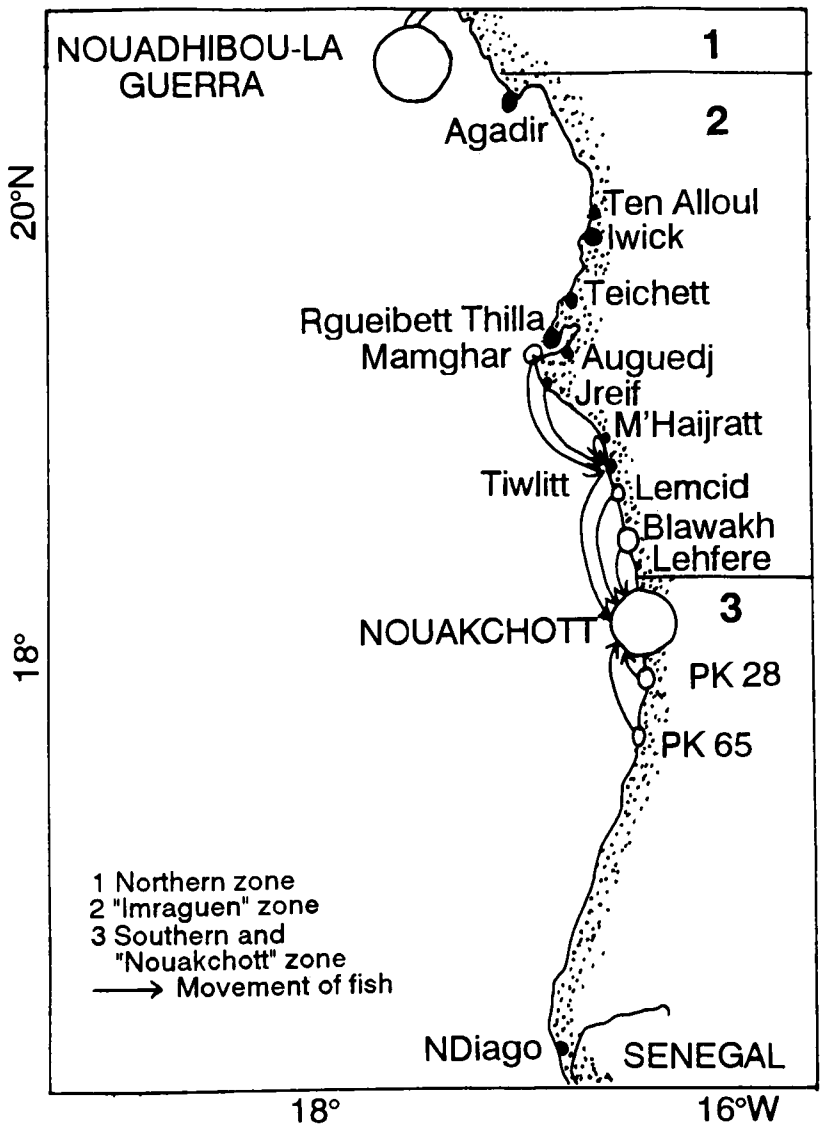 NOUADHIBOU-LA
GUERRA
1
Agadir
2
20°N
Ten Alloul
Iwick
Teichett
Rgueibett Thilla
Mamghar
Auguedj
Jreif
M'Haijratt
Tiwlitt
Lemcid
Blawakh
Lehfere
3
NOUAKCHOTT
18°
PK 28
PK 65
1 Northern zone
2 "Imraguen" zone
3 Southern and
"Nouakchott" zone
Movement of fish
NDiago
SENEGAL
18°
16°W